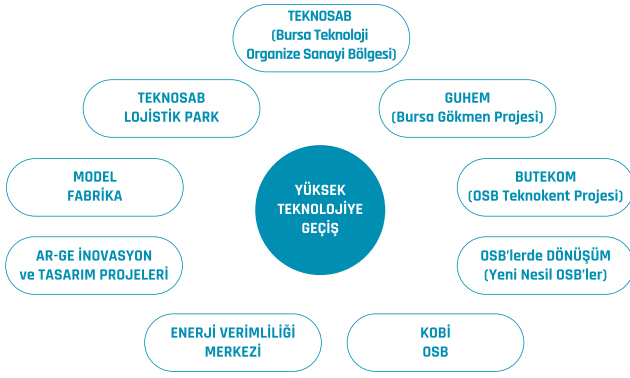 TEKNOSAB
(Bursa Teknoloji
Organize Sanayi Bölgesi)
TEKNOSAB
LOJİSTİK PARK
GUHEM
(Bursa Gökmen Projesi)
MODEL
FABRİKA
YÜKSEK
TEKNOLOJİYE
GEÇİŞ
BUTEKOM
(OSB Teknokent Projesi)
AR-GE İNOVASYON
ve TASARIM PROJELERİ
OSB'lerde DÖNÜŞÜM
(Yeni Nesil OSB'ler)
ENERJİ VERİMLİLİĞİ
MERKEZİ
KOBİ
OSB